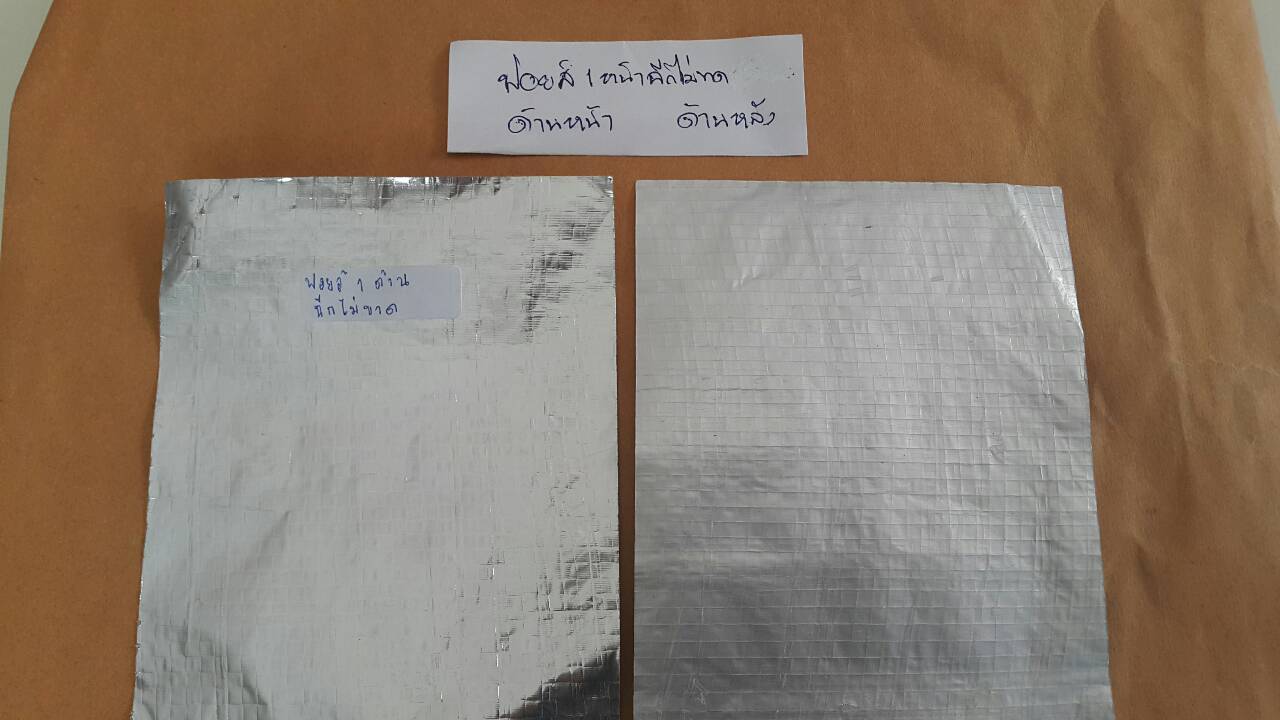 ฟอยล์ 1 หน้าฉีกไม่ขาด
ด้านหน้า ด้านหลัง
ฟอยล์ 1 ด้าน
ฉีกไม่ขาด